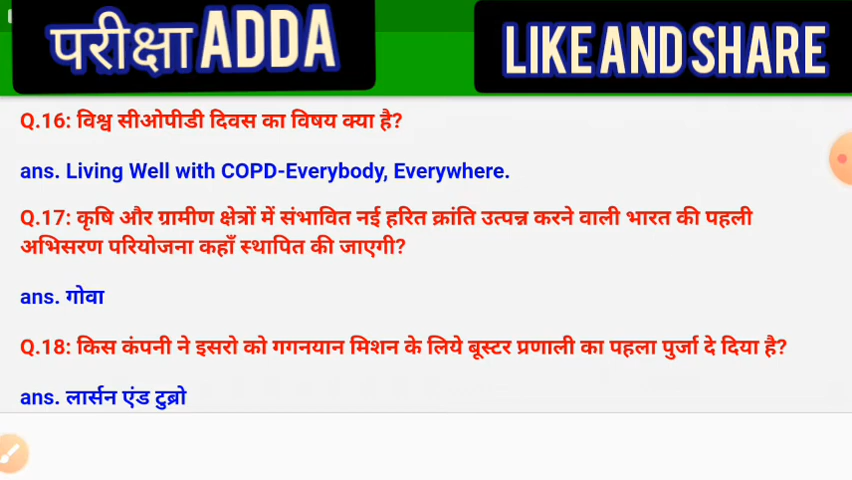 परीक्षा ADDA
LIKE AND SHARE
Q.16: विश्व सीओपीडी दिवस का विषय क्या है?
ans. Living Well with COPD-Everybody, Everywhere.
Q.17: कृषि और ग्रामीण क्षेत्रों में संभावित नई हरित क्रांति उत्पन्न करने वाली भारत की पहली
अभिसरण परियोजना कहाँ स्थापित की जाएगी?
ans. गोवा
Q.18: किस कंपनी ने इसरो को गगनयान मिशन के लिये बूस्टर प्रणाली का पहला पुर्जा दे दिया है?
ans. लार्सन एंड टुब्रो